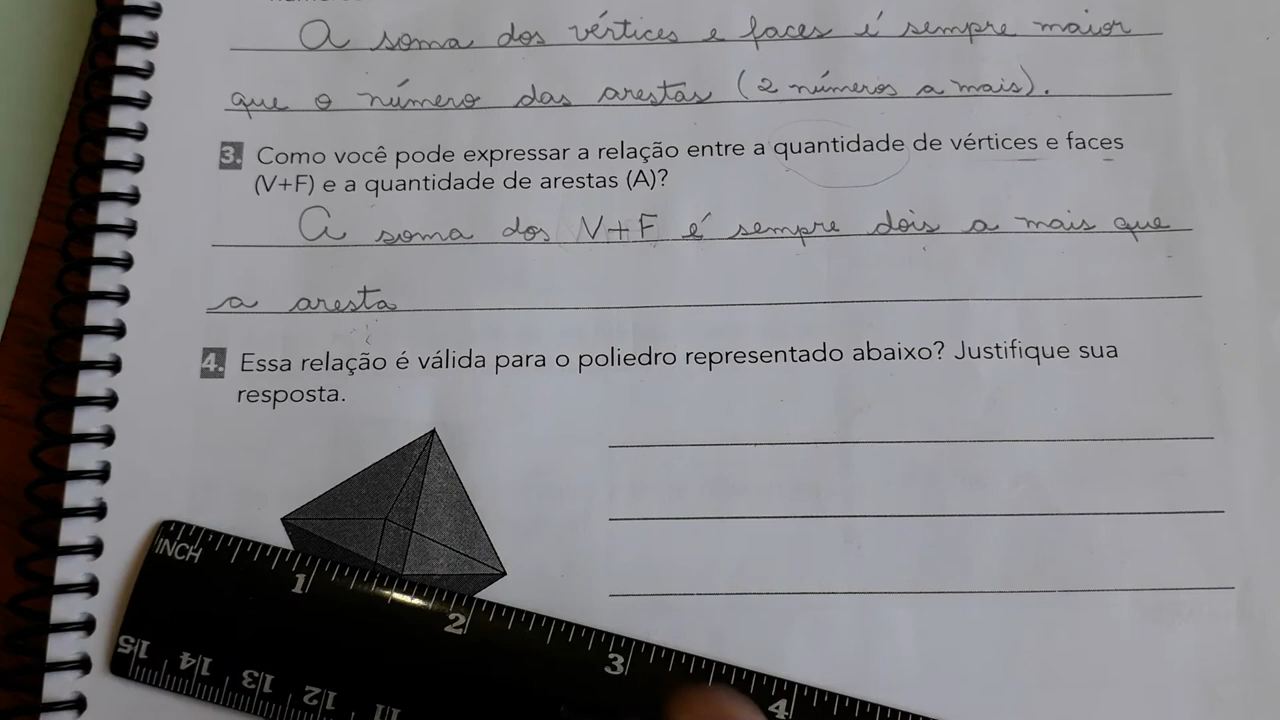 A soma dos vértices e faces é sempre maior
que o número das arestas (2 números a mais).
3. Como você pode expressar a relação entre a quantidade de vértices e faces
(V+F) e a quantidade de arestas (A)?
A soma dos V+F é sempre dois a mais que
a aresta
4. Essa relação é válida para o poliedro representado abaixo? Justifique sua
resposta.
INCH
1
2
3
4
15
14
13
12
11